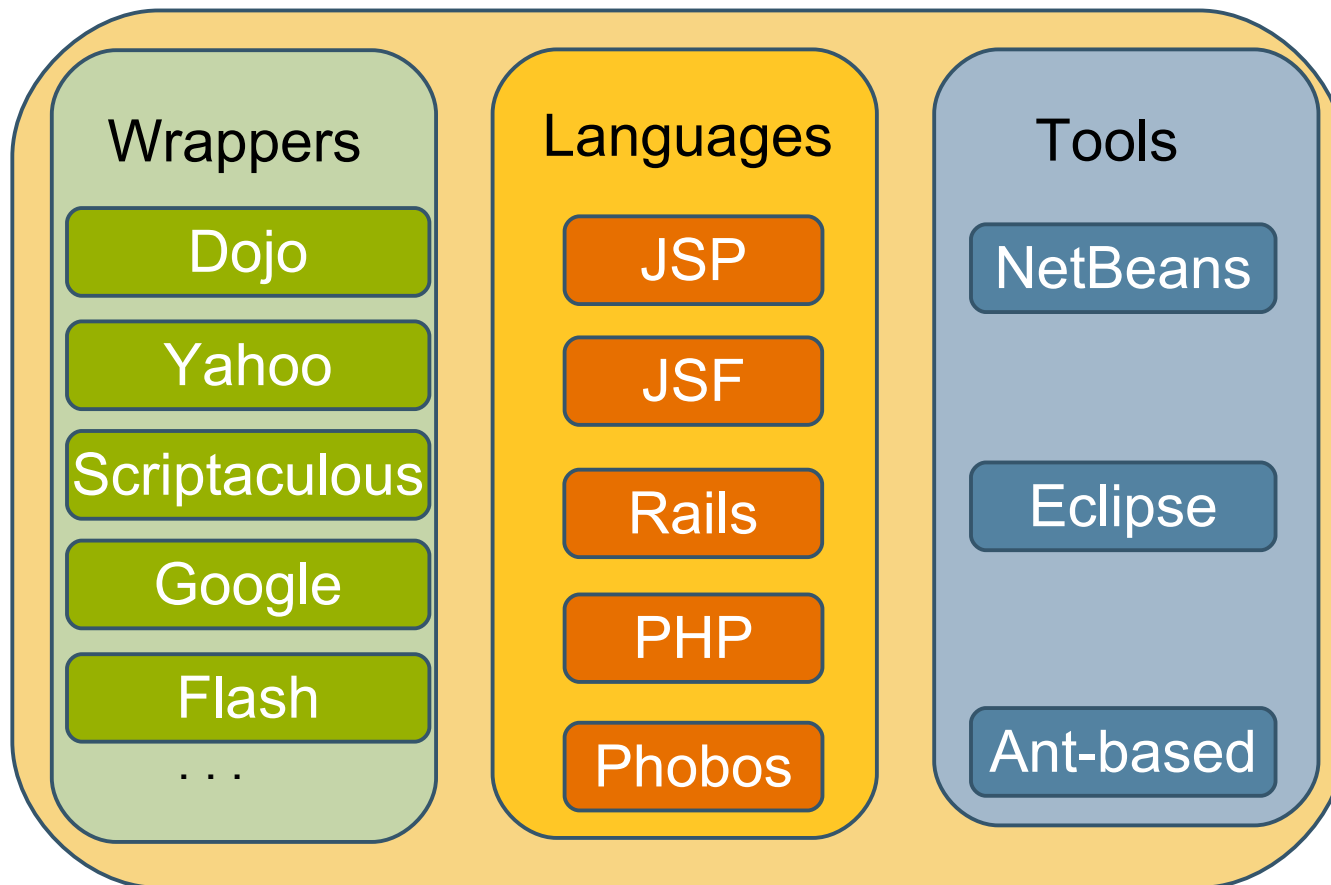 Wrappers
Dojo
Yahoo
Scriptaculous
Google
Flash
. . .
Languages
JSP
JSF
Rails
PHP
Phobos
Tools
NetBeans
Eclipse
Ant-based